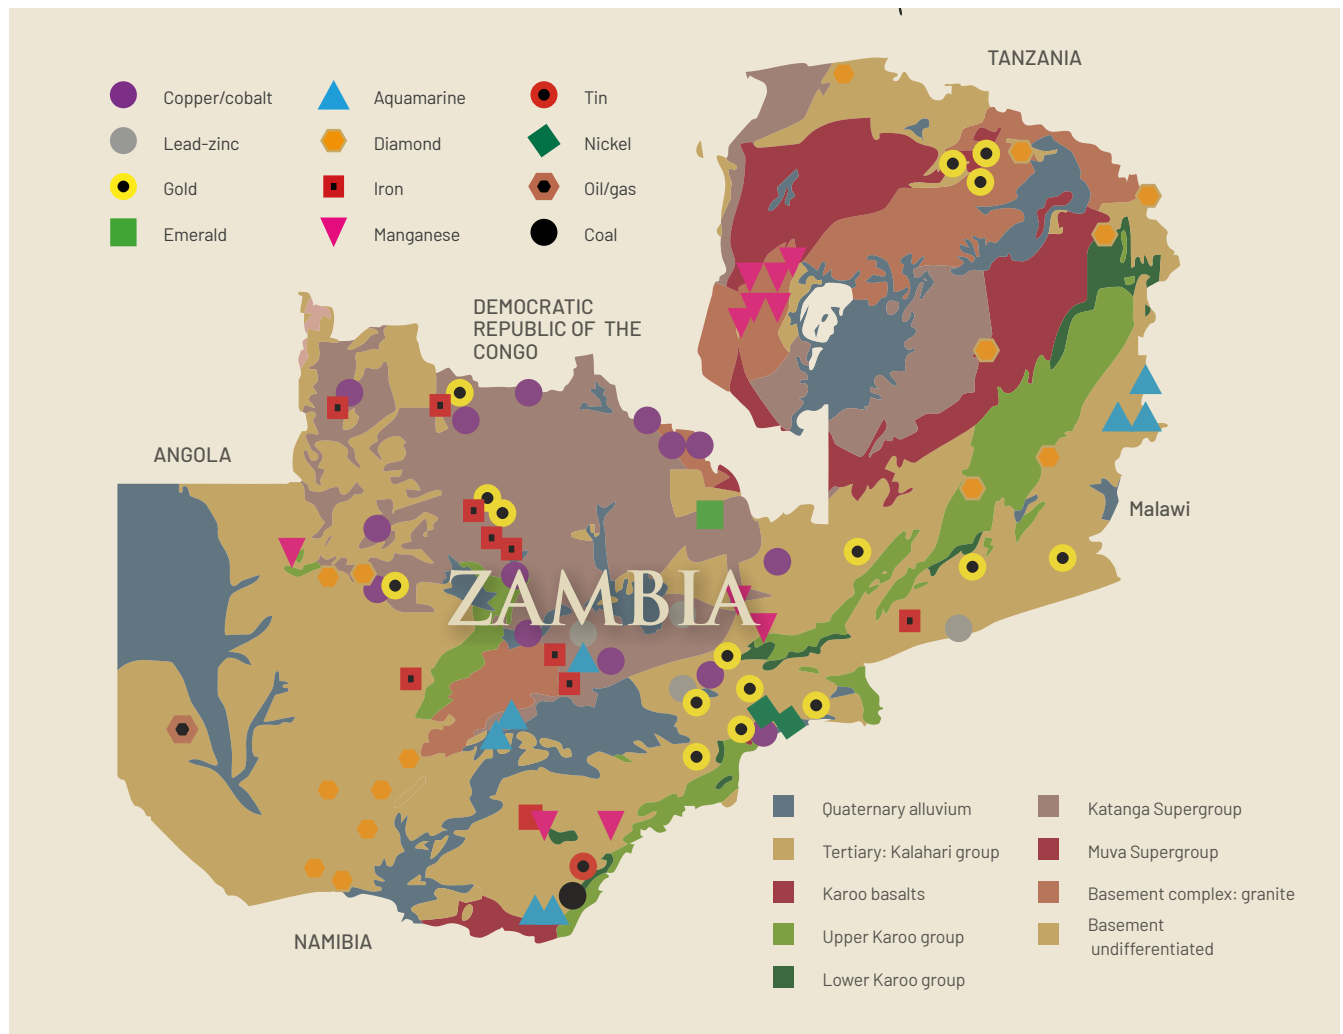 TANZANIA
Copper/cobalt
Aquamarine
Tin
Lead-zinc
Diamond
Nickel
Gold
Iron
Oil/gas
Emerald
Manganese
Coal
DEMOCRATIC
REPUBLIC OF THE
CONGO
ANGOLA
Malawi
ZAMBIA
NAMIBIA
Quaternary alluvium
Katanga Supergroup
Tertiary: Kalahari group
Muva Supergroup
Karoo basalts
Basement complex: granite
Upper Karoo group
Basement
undifferentiated
Lower Karoo group